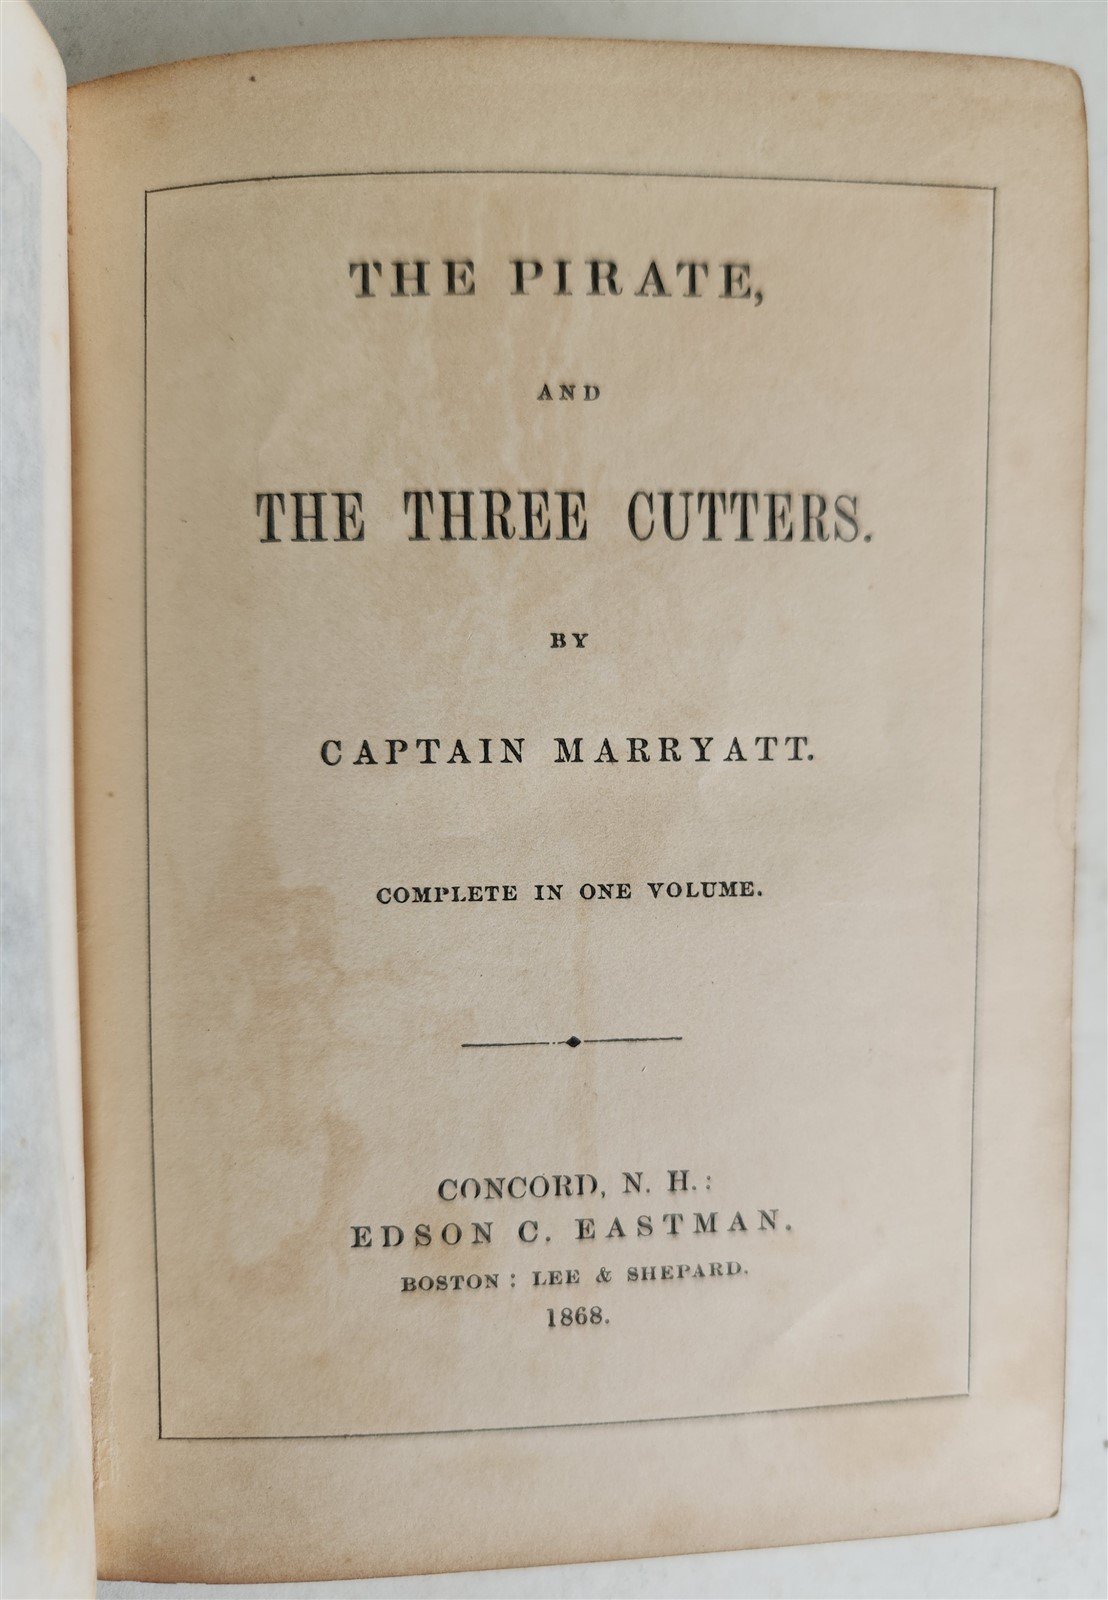 THE PIRATE,
AND
THE THREE CUTTERS.
BY
CAPTAIN MARRYATT.
COMPLETE IN ONE VOLUME.
CONCORD, N. H.:
EDSON C. EASTMAN.
BOSTON: LEE & SHEPARD.
1868.